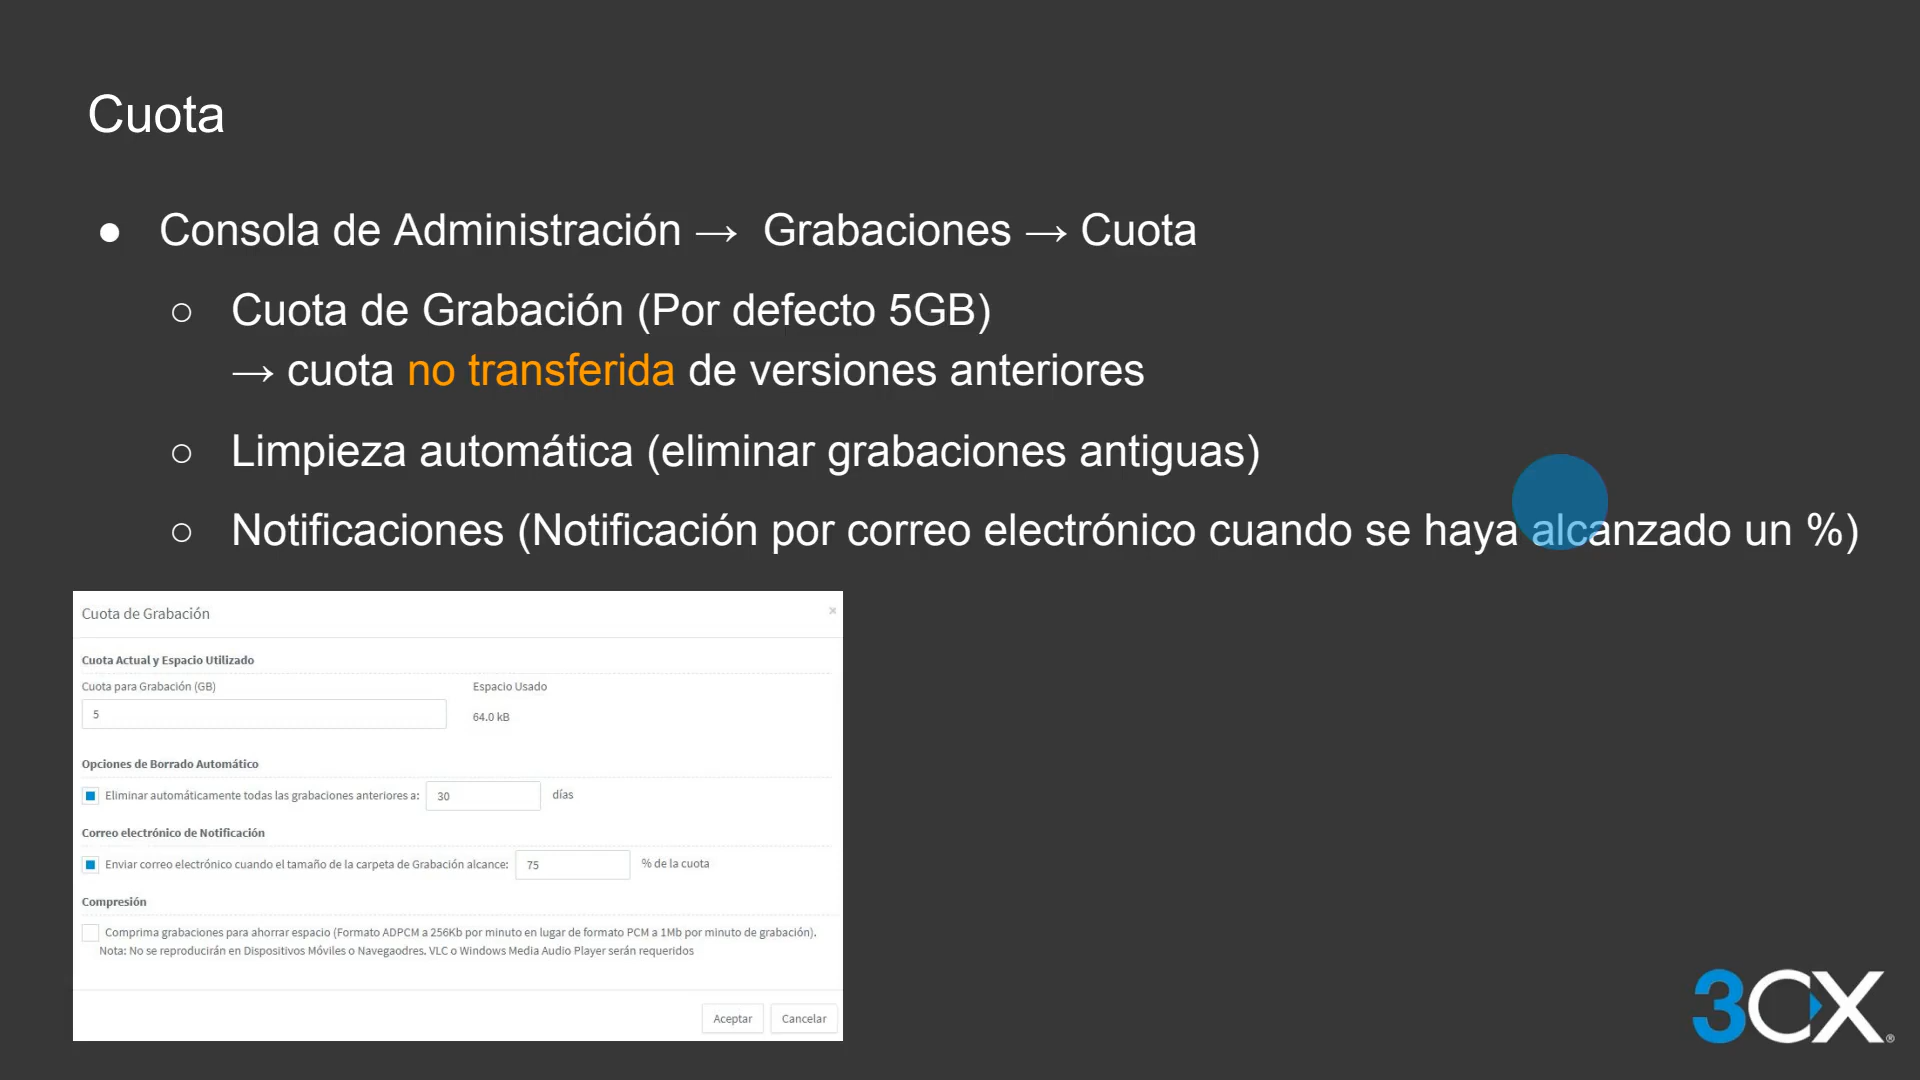 Cuota
● Consola de Administración → Grabaciones → Cuota
○ Cuota de Grabación (Por defecto 5GB)
→ cuota no transferida de versiones anteriores
○ Limpieza automática (eliminar grabaciones antiguas)
○ Notificaciones (Notificación por correo electrónico cuando se haya alcanzado un %)
Cuota de Grabación ×
Cuota Actual y Espacio Utilizado
Cuota para Grabación (GB) Espacio Usado
5 64.0 kB
Opciones de Borrado Automático
Eliminar automáticamente todas las grabaciones anteriores a: 30 días
Correo electrónico de Notificación
Enviar correo electrónico cuando el tamaño de la carpeta de Grabación alcance: 75 % de la cuota
Compresión
Comprima grabaciones para ahorrar espacio (Formato ADPCM a 256Kb por minuto en lugar de formato PCM a 1Mb por minuto de grabación).
Nota: No se reproducirán en Dispositivos Móviles o Navegaodres. VLC o Windows Media Audio Player serán requeridos
Aceptar Cancelar
3CX®